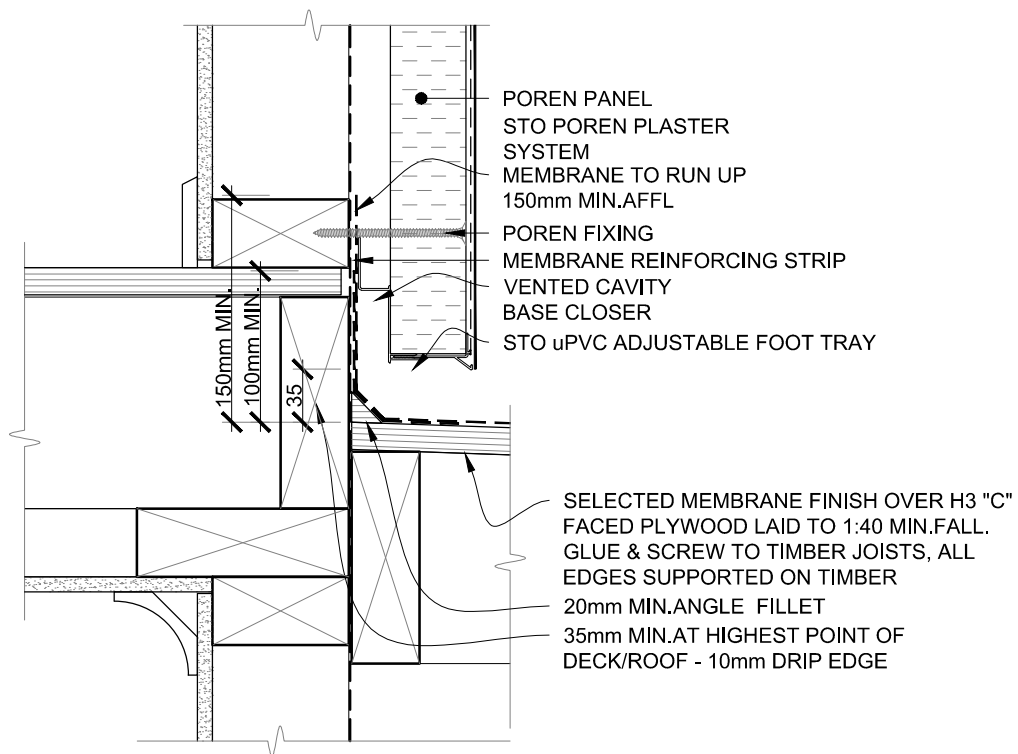 POREN PANEL
STO POREN PLASTER
SYSTEM
MEMBRANE TO RUN UP
150mm MIN.AFFL
POREN FIXING
MEMBRANE REINFORCING STRIP
VENTED CAVITY
BASE CLOSER
STO uPVC ADJUSTABLE FOOT TRAY
150mm MIN.
100mm MIN.
35
SELECTED MEMBRANE FINISH OVER H3 "C"
FACED PLYWOOD LAID TO 1:40 MIN.FALL.
GLUE & SCREW TO TIMBER JOISTS, ALL
EDGES SUPPORTED ON TIMBER
20mm MIN.ANGLE FILLET
35mm MIN.AT HIGHEST POINT OF
DECK/ROOF - 10mm DRIP EDGE